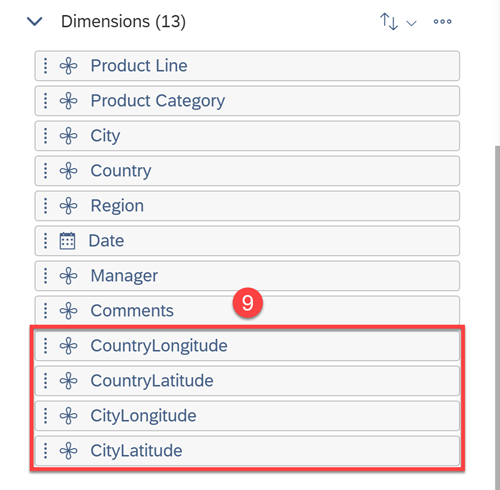 Dimensions (13)
Product Line
Product Category
City
Country
Region
Date
Manager
Comments
9
CountryLongitude
CountryLatitude
CityLongitude
CityLatitude